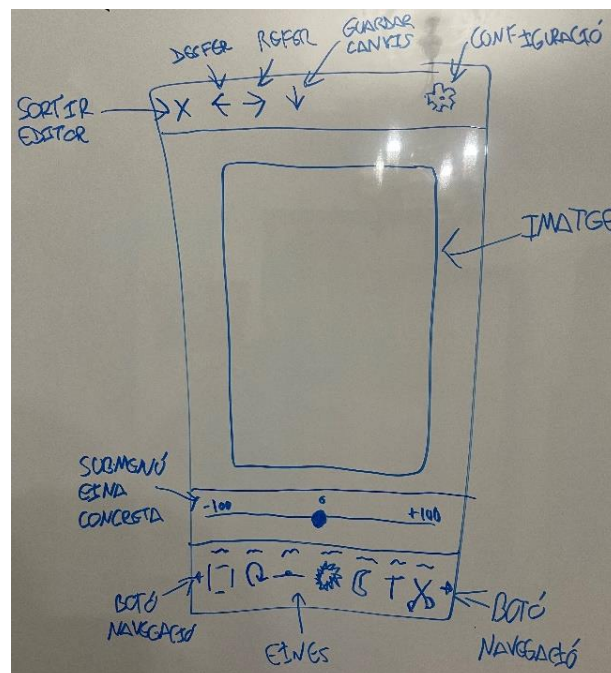 DESFER
REFER
GUARDAR
CANVIS
CONFIGURACIÓ
SORTIR
EDITOR
X
IMATGE
SUBMENÚ
EINA
CONCRETA
-100
0
+100
T
BOTÓ
NAVEGACIÓ
EINES
BOTÓ
NAVEGACIÓ